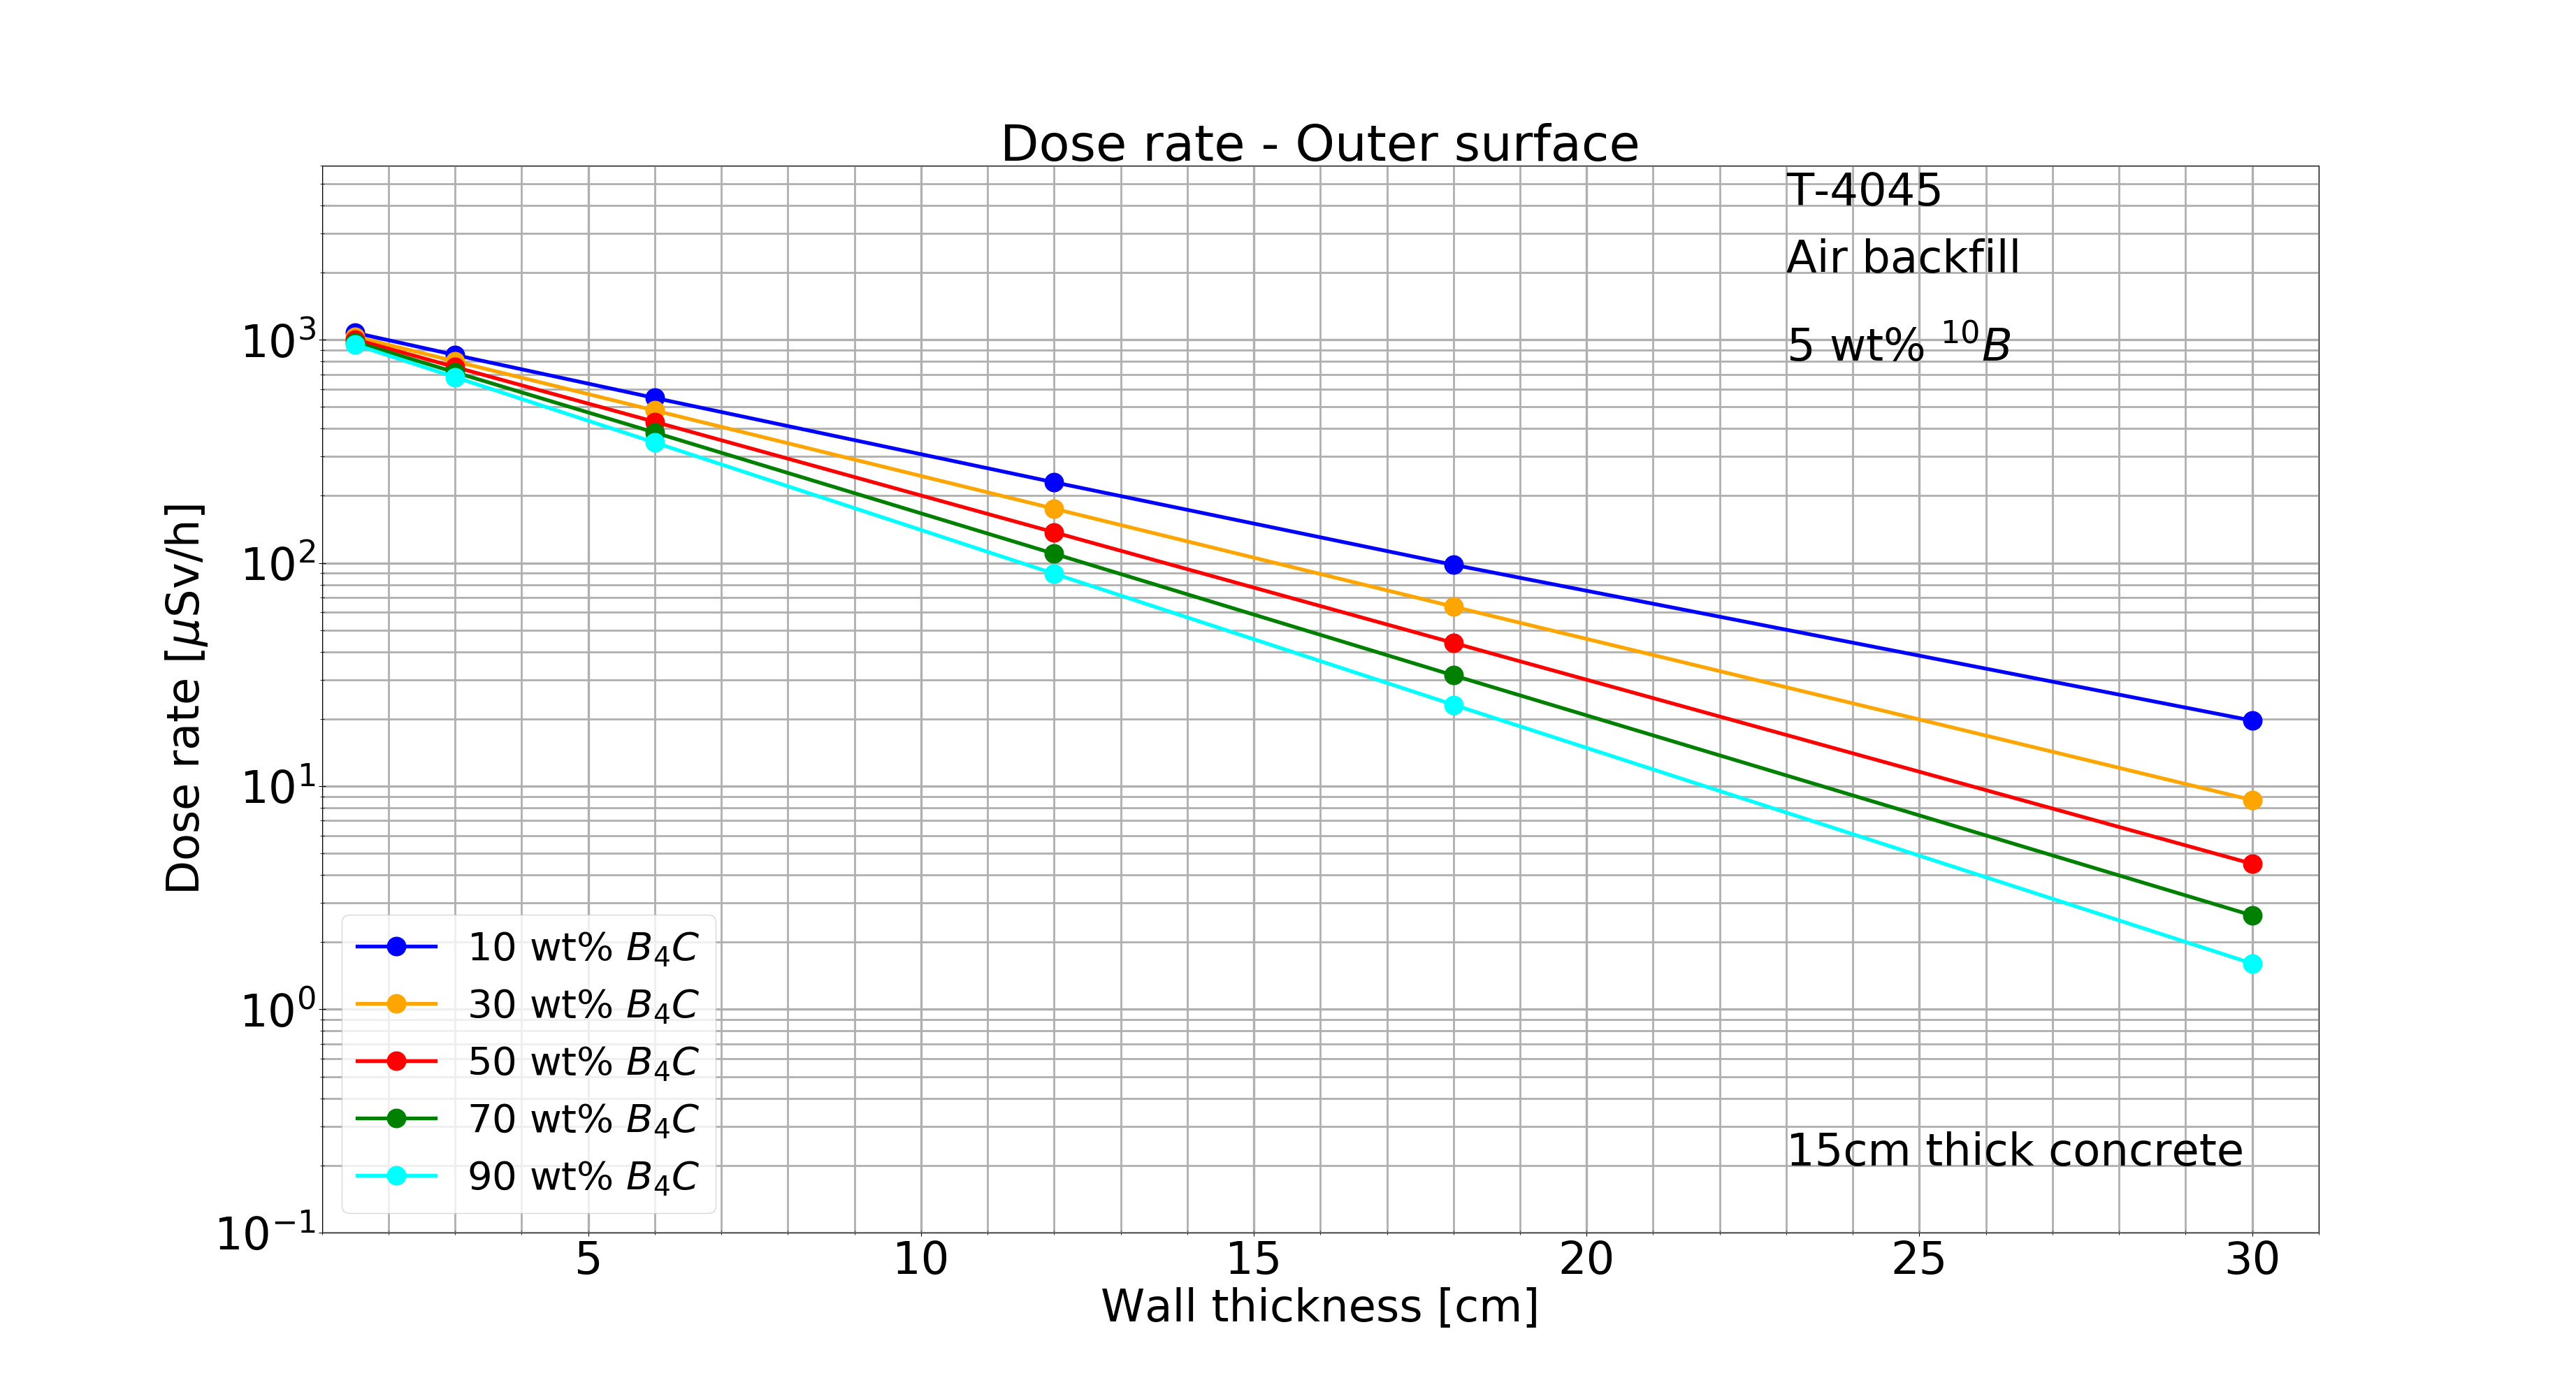 Dose rate - Outer surface
T-4045
Air backfill
5 wt% ¹⁰B
15cm thick concrete
Dose rate [μSv/h]
10³
10²
10¹
10⁰
10⁻¹
10 wt% B₄C
30 wt% B₄C
50 wt% B₄C
70 wt% B₄C
90 wt% B₄C
5 10 15 20 25 30
Wall thickness [cm]